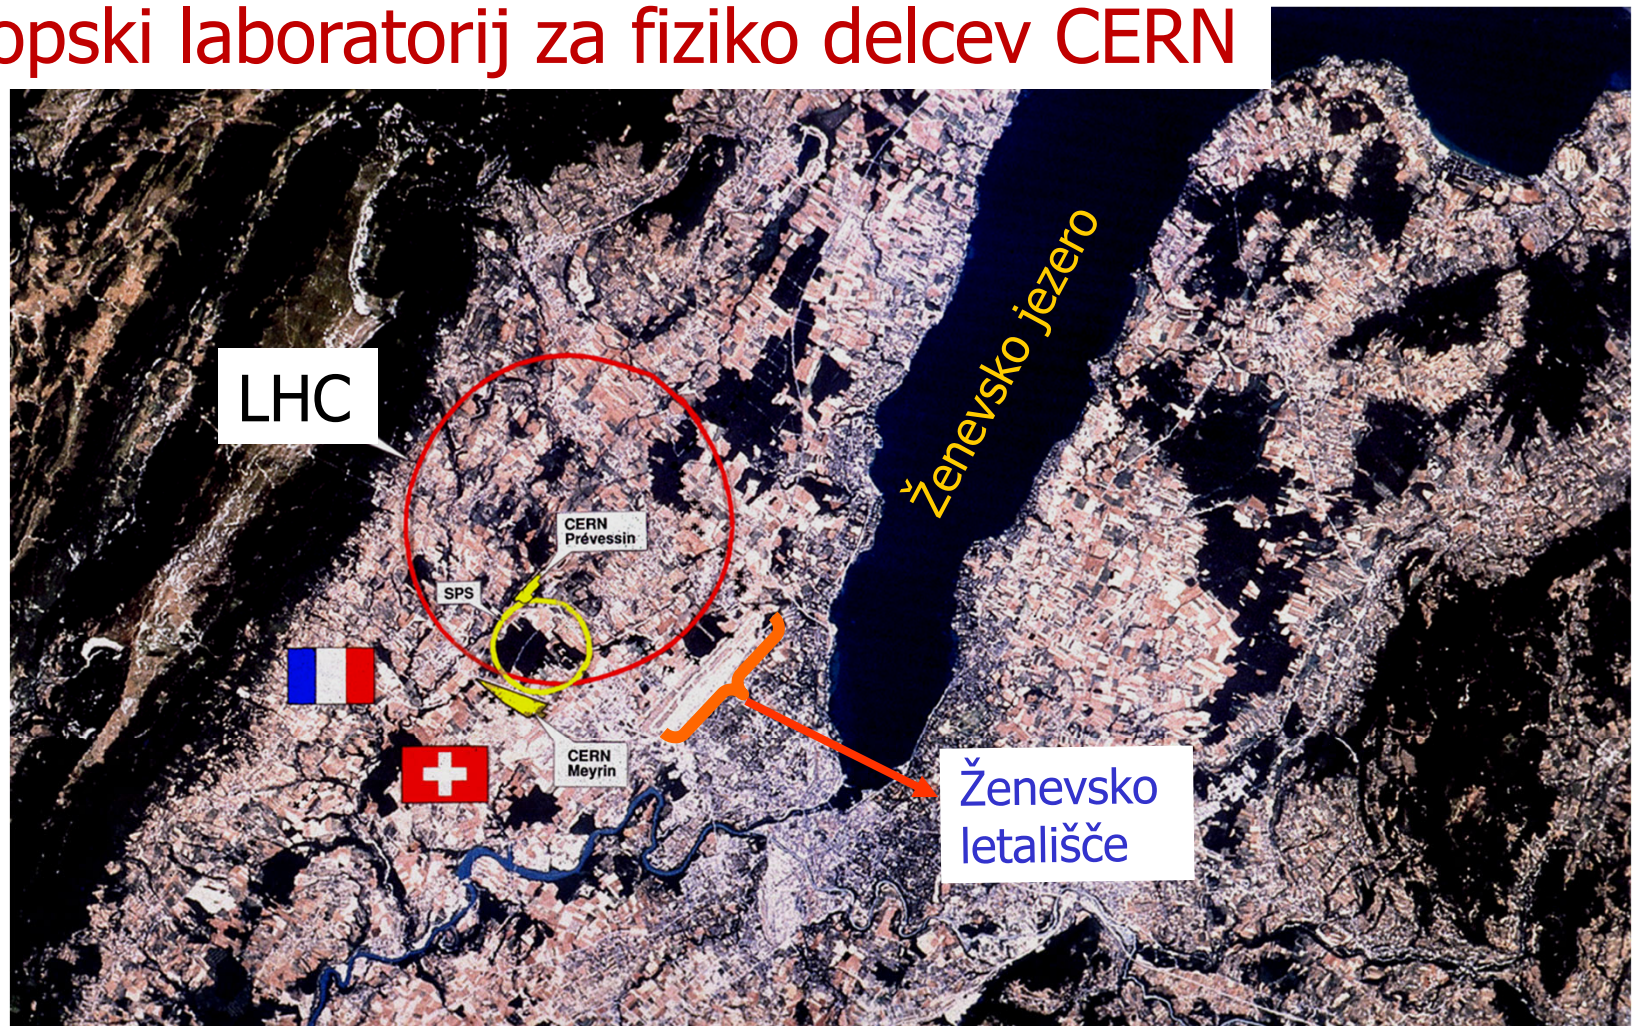 opski laboratorij za fiziko delcev CERN
Ženevsko jezero
LHC
CERN
Prévessin
SPS
CERN
Meyrin
Ženevsko
letališče